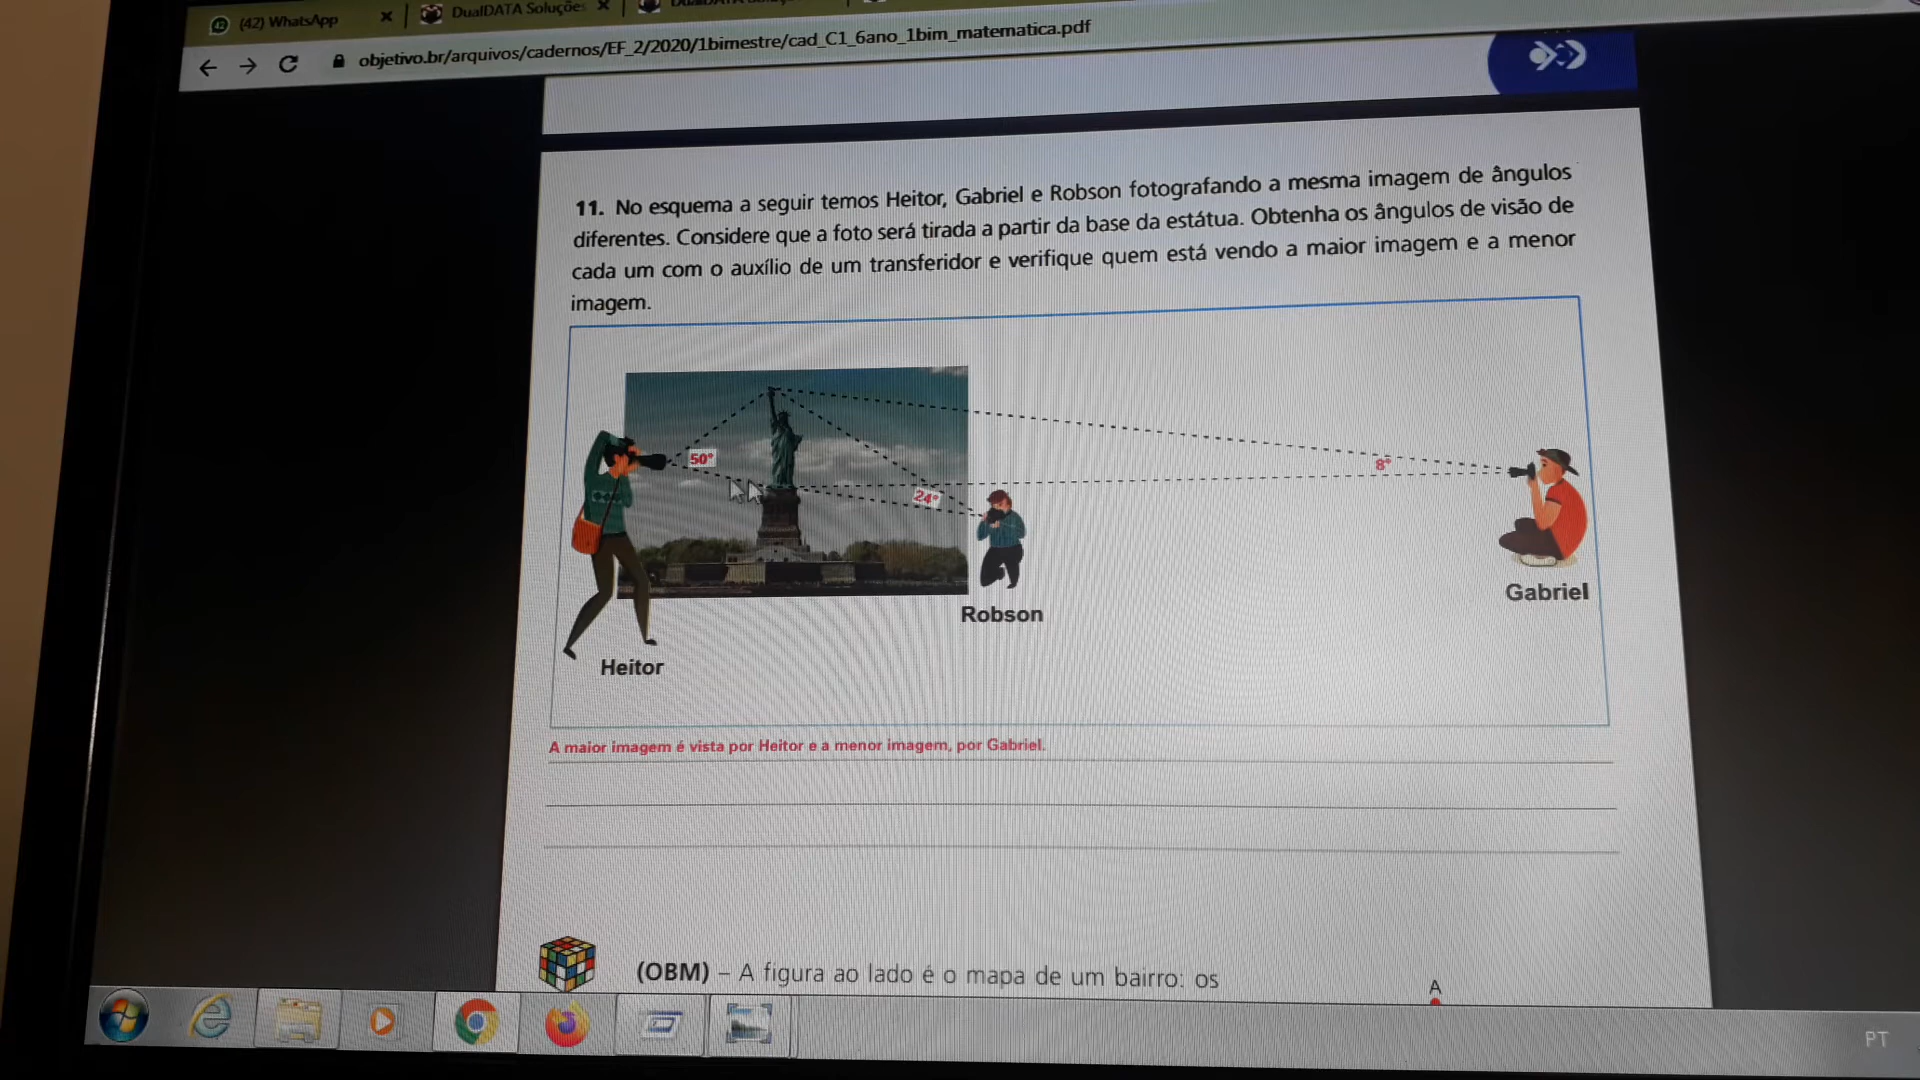 (42) WhatsApp
DualDATA Soluções
objetivo.br/arquivos/cadernos/EF_2/2020/1bimestre/cad_C1_6ano_1bim_matematica.pdf
11. No esquema a seguir temos Heitor, Gabriel e Robson fotografando a mesma imagem de ângulos
diferentes. Considere que a foto será tirada a partir da base da estátua. Obtenha os ângulos de visão de
cada um com o auxílio de um transferidor e verifique quem está vendo a maior imagem e a menor
imagem.
50°
8°
24°
Gabriel
Robson
Heitor
A maior imagem é vista por Heitor e a menor imagem, por Gabriel.
(OBM) – A figura ao lado é o mapa de um bairro: os
A
PT